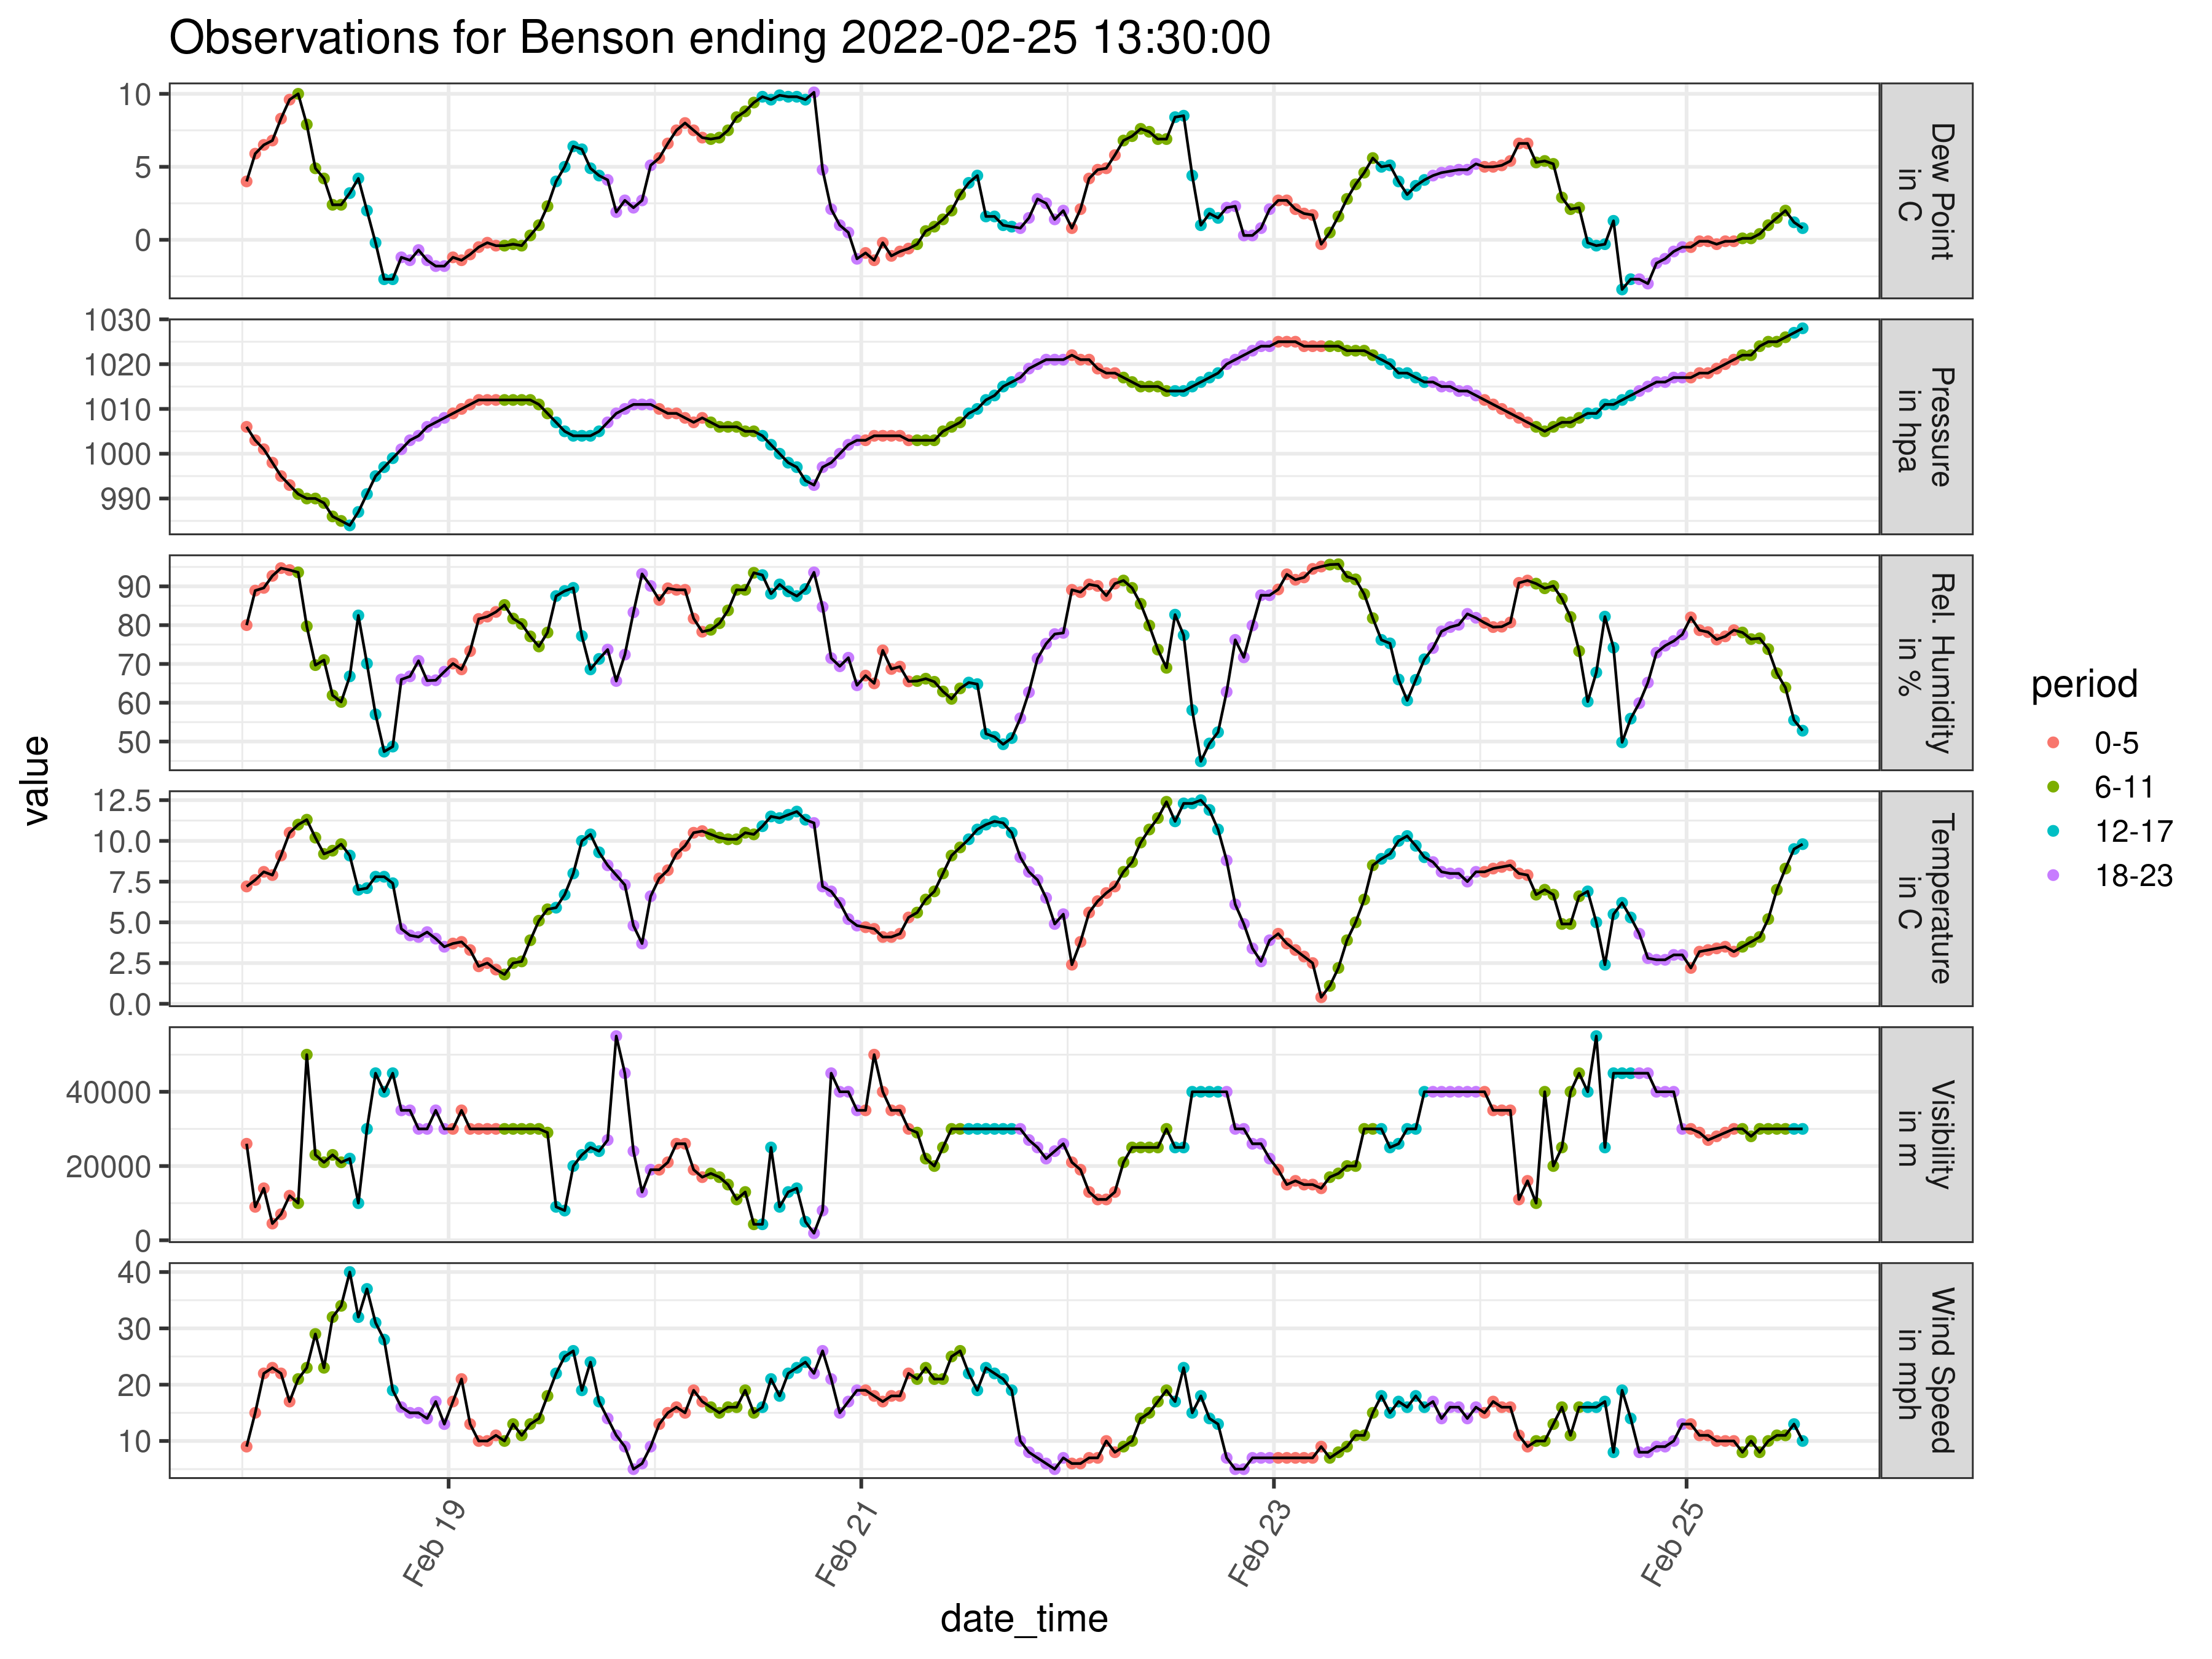 Observations for Benson ending 2022-02-25 13:30:00
value
10
5
0
Dew Point
in C
1030
1020
1010
1000
990
Pressure
in hpa
90
80
70
60
50
Rel. Humidity
in %
12.5
10.0
7.5
5.0
2.5
0.0
Temperature
in C
40000
20000
0
Visibility
in m
40
30
20
10
Wind Speed
in mph
Feb 19
Feb 21
Feb 23
Feb 25
date_time
period
0-5
6-11
12-17
18-23